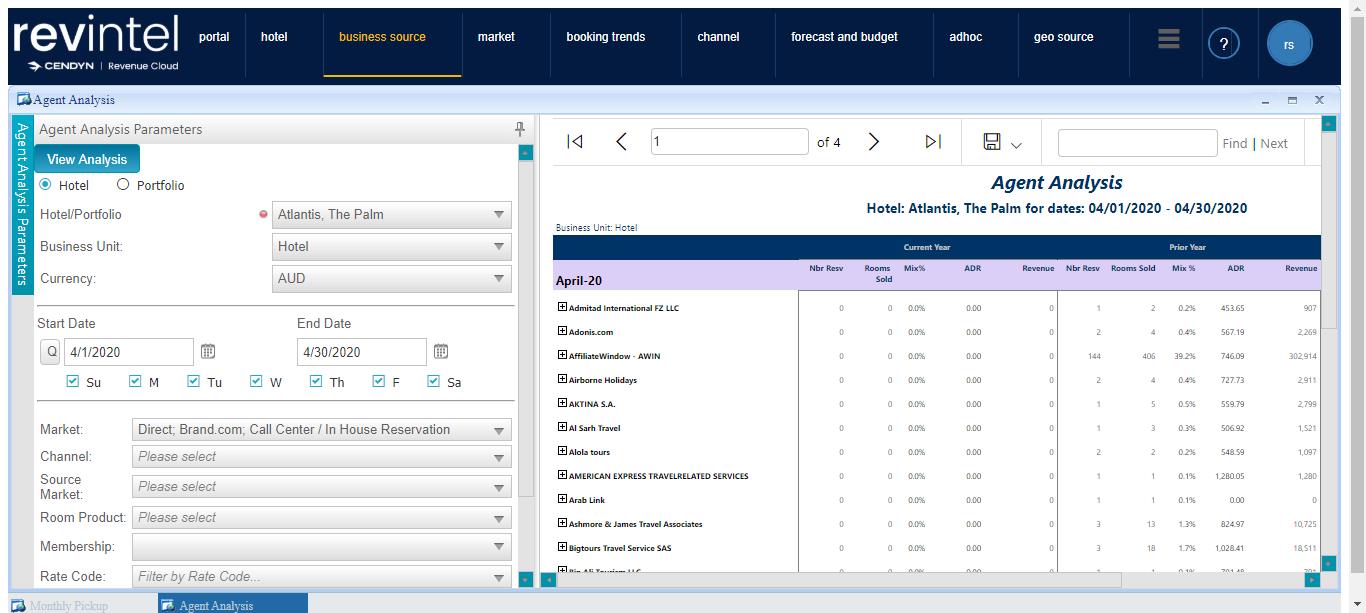 revintel
CENDYN | Revenue Cloud
portal hotel business source market booking trends channel forecast and budget adhoc geo source ? rs
Agent Analysis
Agent Analysis Parameters
Agent Analysis Parameters
View Analysis
Hotel Portfolio
Hotel/Portfolio Atlantis, The Palm
Business Unit: Hotel
Currency: AUD
Start Date End Date
Q 4/1/2020 4/30/2020
Su M Tu W Th F Sa
Market: Direct; Brand.com; Call Center / In House Reservation
Channel: Please select
Source
Market: Please select
Room Product: Please select
Membership:
Rate Code: Filter by Rate Code...
1 of 4 Find | Next
Agent Analysis
Hotel: Atlantis, The Palm for dates: 04/01/2020 - 04/30/2020
Business Unit: Hotel
Current Year Prior Year
April-20 Nbr Resv Rooms Sold Mix% ADR Revenue Nbr Resv Rooms Sold Mix % ADR Revenue
Admitad International FZ LLC 0 0 0.0% 0.00 0 1 2 0.2% 453.65 907
Adonis.com 0 0 0.0% 0.00 0 2 4 0.4% 567.19 2,269
AffiliateWindow - AWIN 0 0 0.0% 0.00 0 144 406 39.2% 746.09 302,914
Airborne Holidays 0 0 0.0% 0.00 0 2 4 0.4% 727.73 2,911
AKTINA S.A. 0 0 0.0% 0.00 0 1 5 0.5% 559.79 2,799
Al Sarh Travel 0 0 0.0% 0.00 0 1 3 0.3% 506.92 1,521
Alola tours 0 0 0.0% 0.00 0 2 2 0.2% 548.59 1,097
AMERICAN EXPRESS TRAVELRELATED SERVICES 0 0 0.0% 0.00 0 1 1 0.1% 1,280.05 1,280
Arab Link 0 0 0.0% 0.00 0 1 1 0.1% 0.00 0
Ashmore & James Travel Associates 0 0 0.0% 0.00 0 3 13 1.3% 824.97 10,725
Bigtours Travel Service SAS 0 0 0.0% 0.00 0 3 18 1.7% 1,028.41 18,511
Monthly Pickup Agent Analysis